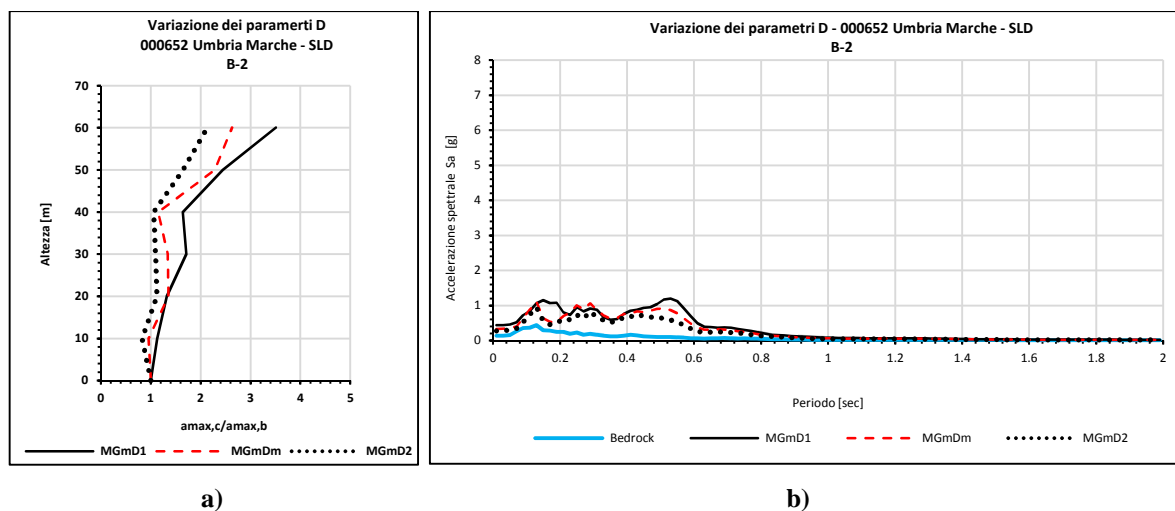 Variazione dei paramerti D
000652 Umbria Marche - SLD
B-2
70
60
50
40
30
20
10
0
Altezza [m]
0 1 2 3 4 5
amax,c/amax,b
MGmD1 MGmDm MGmD2
a)
Variazione dei parametri D - 000652 Umbria Marche - SLD
B-2
8
7
6
5
4
3
2
1
0
Accelerazione spettrale Sa [g]
0 0.2 0.4 0.6 0.8 1 1.2 1.4 1.6 1.8 2
Periodo [sec]
Bedrock MGmD1 MGmDm MGmD2
b)